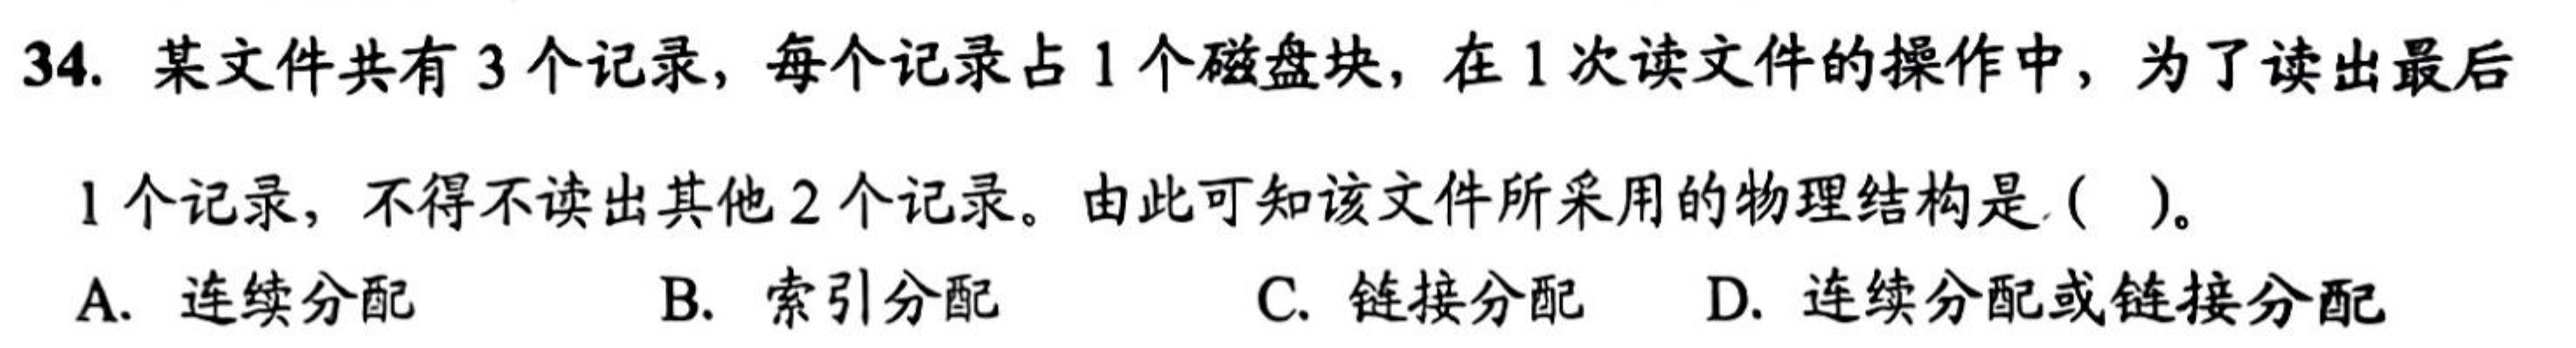 34. 某文件共有 3 个记录，每个记录占 1 个磁盘块，在 1 次读文件的操作中，为了读出最后
1 个记录，不得不读出其他 2 个记录。由此可知该文件所采用的物理结构是（ ）。
A. 连续分配 B. 索引分配 C. 链接分配 D. 连续分配或链接分配